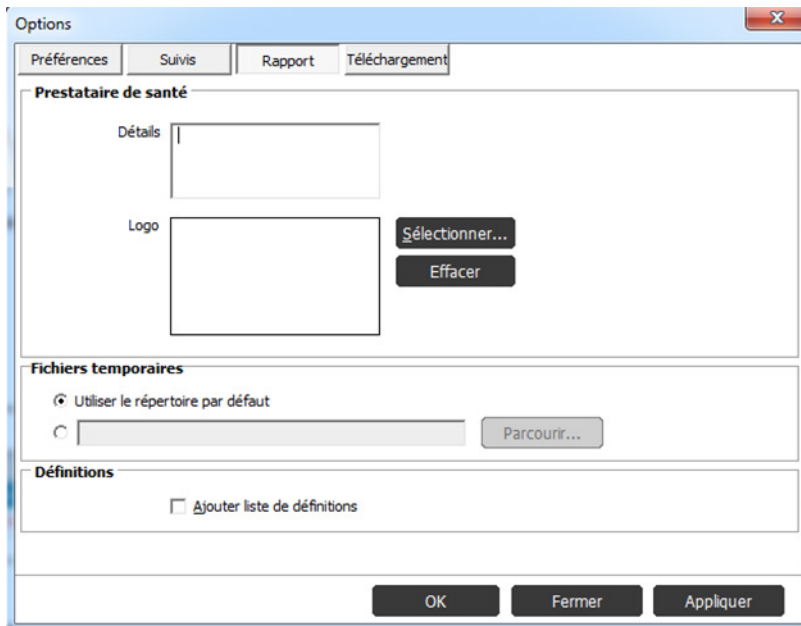 Options
Préférences Suivis Rapport Téléchargement
Prestataire de santé
Détails
Logo
Sélectionner...
Effacer
Fichiers temporaires
Utiliser le répertoire par défaut
Parcourir...
Définitions
Ajouter liste de définitions
OK Fermer Appliquer